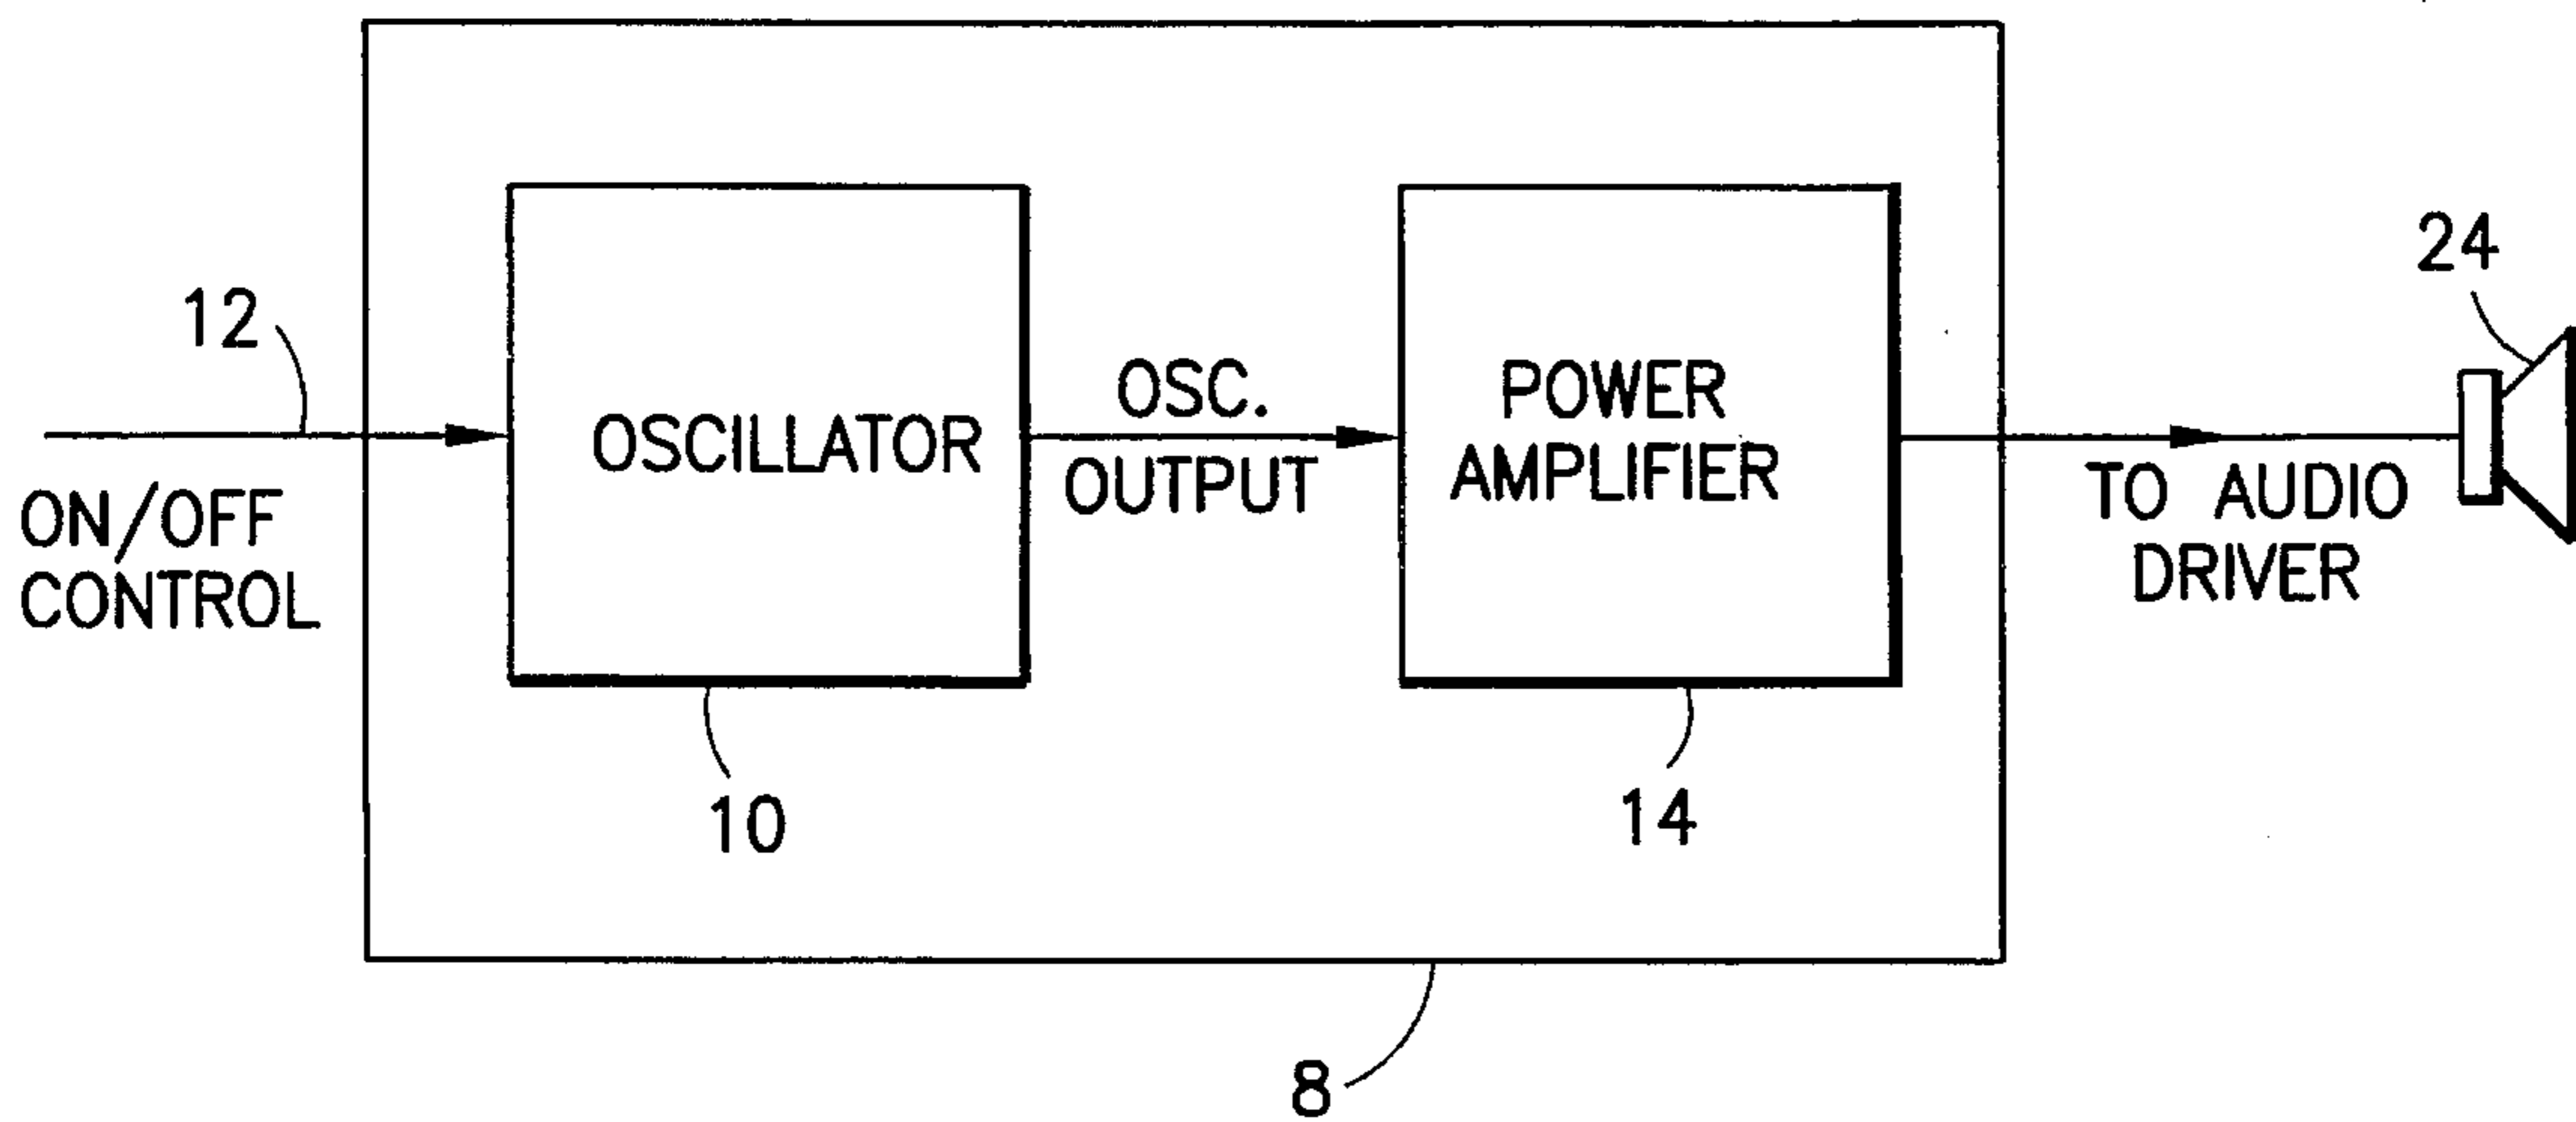 24
12
ON/OFF
CONTROL
OSCILLATOR
OSC.
OUTPUT
POWER
AMPLIFIER
TO AUDIO
DRIVER
10
14
8